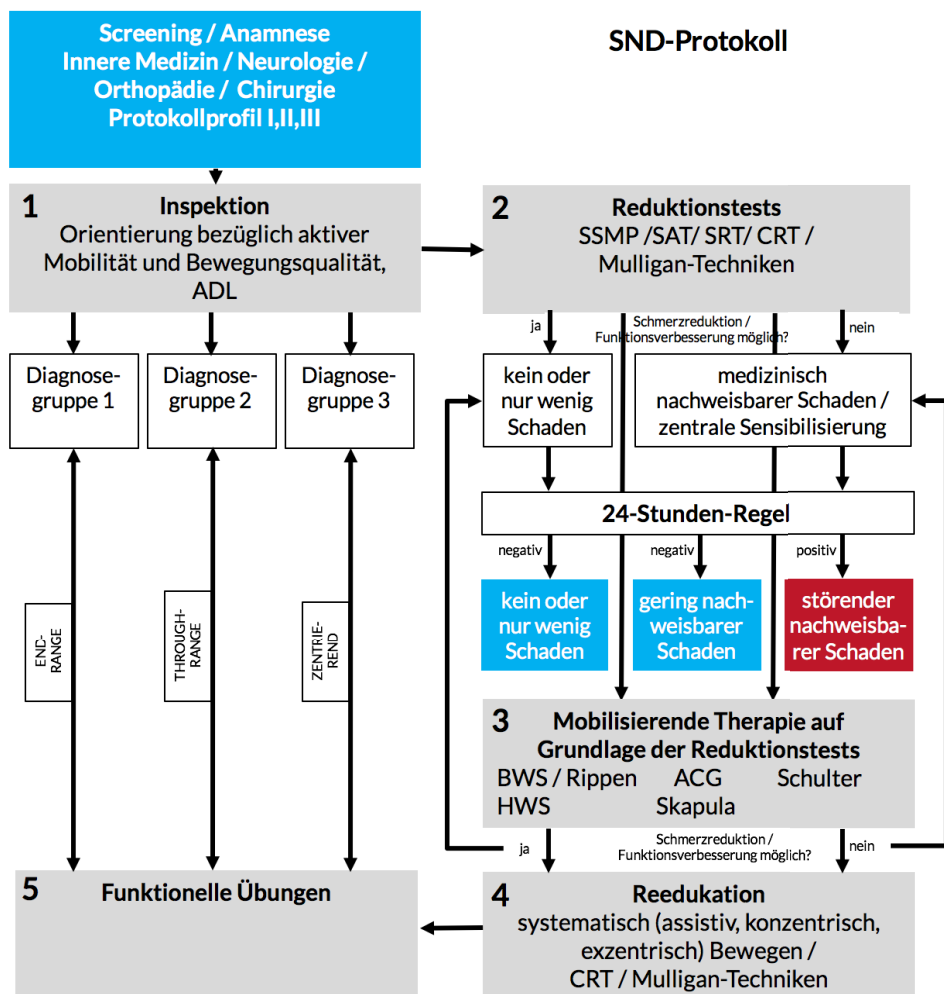 SND-Protokoll
Screening / Anamnese
Innere Medizin / Neurologie /
Orthopädie / Chirurgie
Protokollprofil I,II,III
1
Inspektion
Orientierung bezüglich aktiver
Mobilität und Bewegungsqualität,
ADL
2
Reduktionstests
SSMP /SAT/ SRT/ CRT /
Mulligan-Techniken
ja
Schmerzreduktion /
Funktionsverbesserung möglich?
nein
Diagnose-
gruppe 1
Diagnose-
gruppe 2
Diagnose-
gruppe 3
kein oder
nur wenig
Schaden
medizinisch
nachweisbarer Schaden /
zentrale Sensibilisierung
24-Stunden-Regel
negativ
negativ
positiv
kein oder
nur wenig
Schaden
gering nach-
weisbarer
Schaden
störender
nachweisba-
rer Schaden
END-
RANGE
THROUGH-
RANGE
ZENTRIE-
REND
3
Mobilisierende Therapie auf
Grundlage der Reduktionstests
BWS / Rippen ACG Schulter
HWS Skapula
ja
Schmerzreduktion /
Funktionsverbesserung möglich?
nein
4
Reedukation
systematisch (assistiv, konzentrisch,
exzentrisch) Bewegen /
CRT / Mulligan-Techniken
5
Funktionelle Übungen